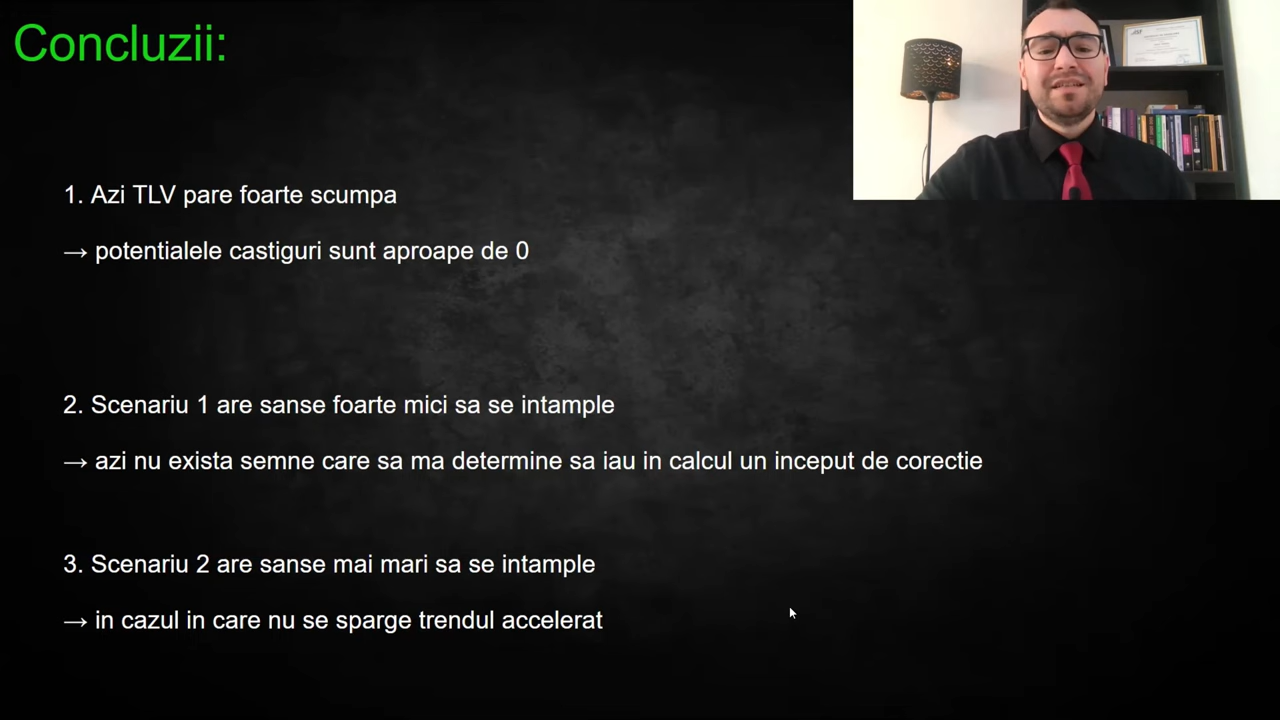 Concluzii:
1. Azi TLV pare foarte scumpa
→ potentialele castiguri sunt aproape de 0
2. Scenariu 1 are sanse foarte mici sa se intample
→ azi nu exista semne care sa ma determine sa iau in calcul un inceput de corectie
3. Scenariu 2 are sanse mai mari sa se intample
→ in cazul in care nu se sparge trendul accelerat